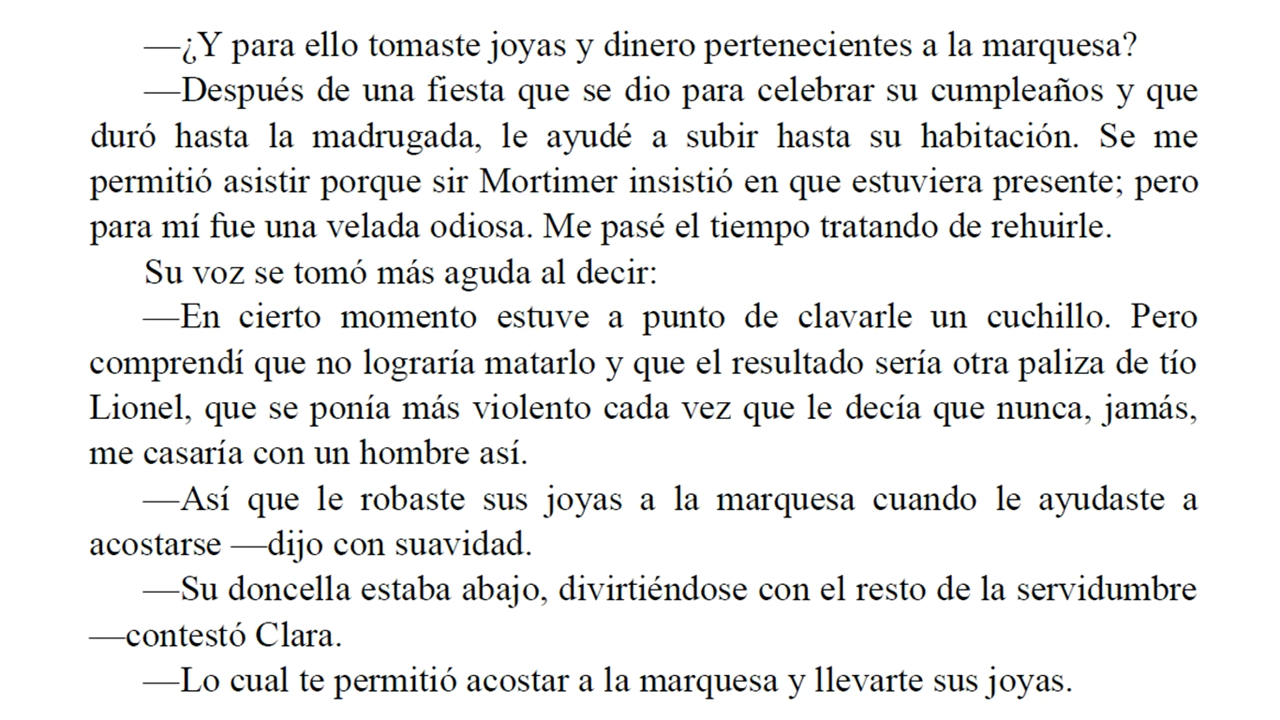 —¿Y para ello tomaste joyas y dinero pertenecientes a la marquesa?
—Después de una fiesta que se dio para celebrar su cumpleaños y que
duró hasta la madrugada, le ayudé a subir hasta su habitación. Se me
permitió asistir porque sir Mortimer insistió en que estuviera presente; pero
para mí fue una velada odiosa. Me pasé el tiempo tratando de rehuirle.
Su voz se tomó más aguda al decir:
—En cierto momento estuve a punto de clavarle un cuchillo. Pero
comprendí que no lograría matarlo y que el resultado sería otra paliza de tío
Lionel, que se ponía más violento cada vez que le decía que nunca, jamás,
me casaría con un hombre así.
—Así que le robaste sus joyas a la marquesa cuando le ayudaste a
acostarse —dijo con suavidad.
—Su doncella estaba abajo, divirtiéndose con el resto de la servidumbre
—contestó Clara.
—Lo cual te permitió acostar a la marquesa y llevarte sus joyas.